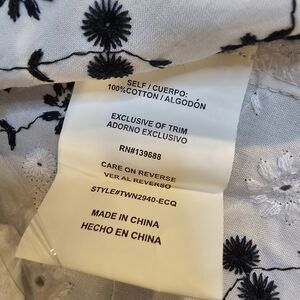 SELF / CUERPO:
100%COTTON / ALGODÓN
EXCLUSIVE OF TRIM
ADORNO EXCLUSIVO
RN#139688
CARE ON REVERSE
VER AL REVERSO
STYLE#TWN2940-ECQ
MADE IN CHINA
HECHO EN CHINA